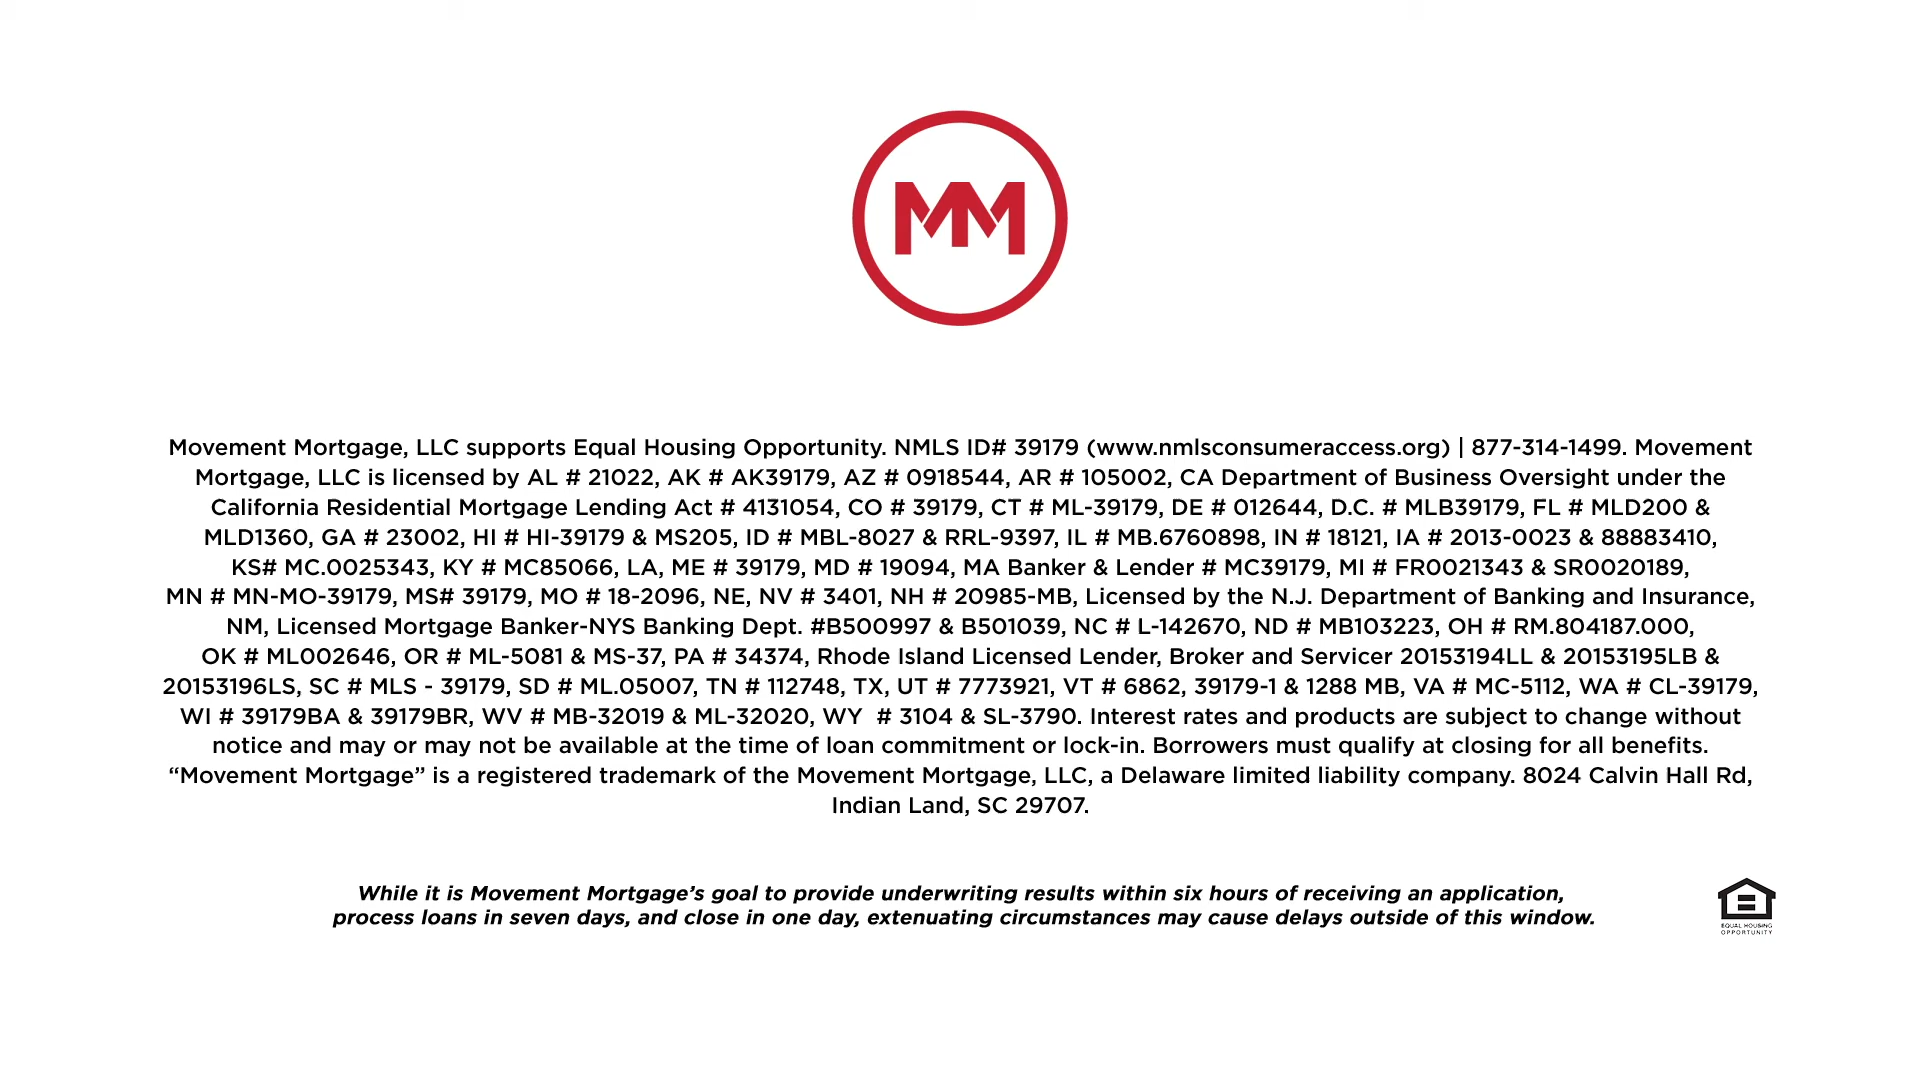 MM
Movement Mortgage, LLC supports Equal Housing Opportunity. NMLS ID# 39179 (www.nmlsconsumeraccess.org) | 877-314-1499. Movement
Mortgage, LLC is licensed by AL # 21022, AK # AK39179, AZ # 0918544, AR # 105002, CA Department of Business Oversight under the
California Residential Mortgage Lending Act # 4131054, CO # 39179, CT # ML-39179, DE # 012644, D.C. # MLB39179, FL # MLD200 &
MLD1360, GA # 23002, HI # HI-39179 & MS205, ID # MBL-8027 & RRL-9397, IL # MB.6760898, IN # 18121, IA # 2013-0023 & 88883410,
KS# MC.0025343, KY # MC85066, LA, ME # 39179, MD # 19094, MA Banker & Lender # MC39179, MI # FR0021343 & SR0020189,
MN # MN-MO-39179, MS# 39179, MO # 18-2096, NE, NV # 3401, NH # 20985-MB, Licensed by the N.J. Department of Banking and Insurance,
NM, Licensed Mortgage Banker-NYS Banking Dept. #B500997 & B501039, NC # L-142670, ND # MB103223, OH # RM.804187.000,
OK # ML002646, OR # ML-5081 & MS-37, PA # 34374, Rhode Island Licensed Lender, Broker and Servicer 20153194LL & 20153195LB &
20153196LS, SC # MLS - 39179, SD # ML.05007, TN # 112748, TX, UT # 7773921, VT # 6862, 39179-1 & 1288 MB, VA # MC-5112, WA # CL-39179,
WI # 39179BA & 39179BR, WV # MB-32019 & ML-32020, WY  # 3104 & SL-3790. Interest rates and products are subject to change without
notice and may or may not be available at the time of loan commitment or lock-in. Borrowers must qualify at closing for all benefits.
“Movement Mortgage” is a registered trademark of the Movement Mortgage, LLC, a Delaware limited liability company. 8024 Calvin Hall Rd,
Indian Land, SC 29707.
While it is Movement Mortgage’s goal to provide underwriting results within six hours of receiving an application,
process loans in seven days, and close in one day, extenuating circumstances may cause delays outside of this window.
EQUAL HOUSING
OPPORTUNITY